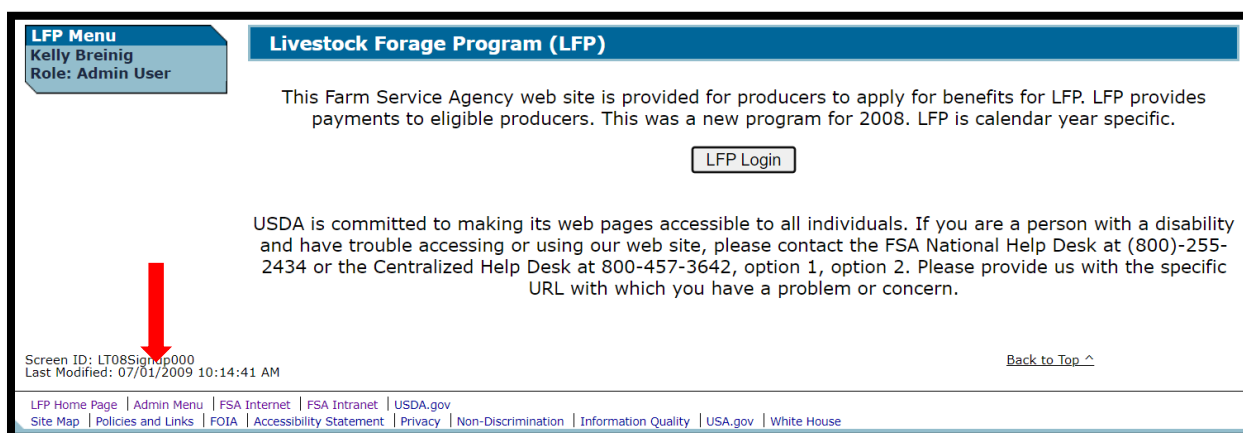 LFP Menu
Kelly Breinig
Role: Admin User
Livestock Forage Program (LFP)
This Farm Service Agency web site is provided for producers to apply for benefits for LFP. LFP provides
payments to eligible producers. This was a new program for 2008. LFP is calendar year specific.
LFP Login
USDA is committed to making its web pages accessible to all individuals. If you are a person with a disability
and have trouble accessing or using our web site, please contact the FSA National Help Desk at (800)-255-
2434 or the Centralized Help Desk at 800-457-3642, option 1, option 2. Please provide us with the specific
URL with which you have a problem or concern.
Screen ID: LT08Signup000
Back to Top ^
Last Modified: 07/01/2009 10:14:41 AM
LFP Home Page | Admin Menu | FSA Internet | FSA Intranet | USDA.gov
Site Map | Policies and Links | FOIA | Accessibility Statement | Privacy | Non-Discrimination | Information Quality | USA.gov | White House